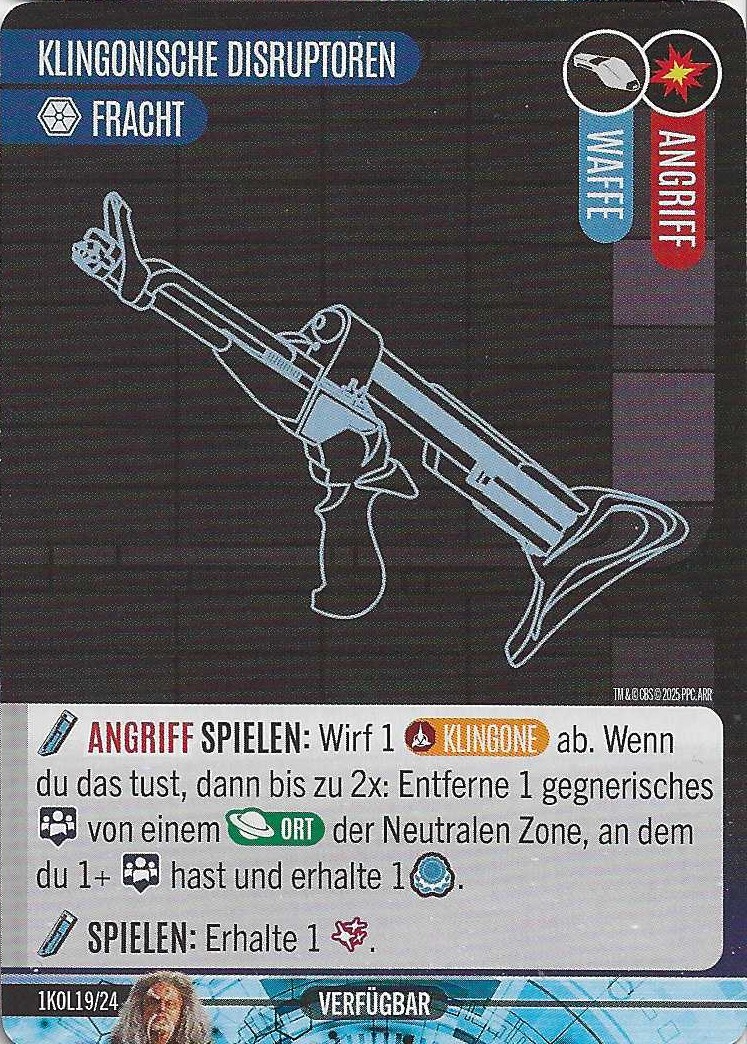 KLINGONISCHE DISRUPTOREN
FRACHT
WAFFE
ANGRIFF
TM & © CBS © 2025 PPC. ARR
ANGRIFF SPIELEN: Wirf 1 KLINGONE ab. Wenn
du das tust, dann bis zu 2x: Entferne 1 gegnerisches
von einem ORT der Neutralen Zone, an dem
du 1+ hast und erhalte 1 .
SPIELEN: Erhalte 1 .
1KOL19/24
VERFÜGBAR